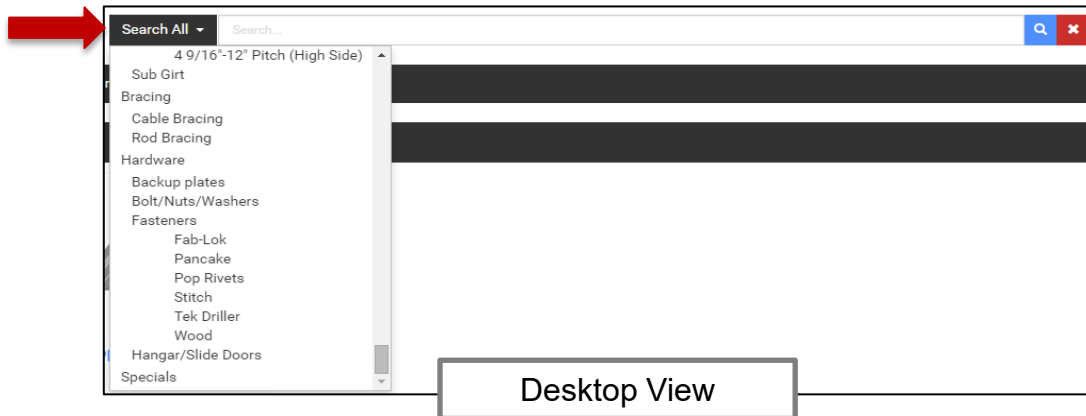 Search All
Search...
4 9/16"-12" Pitch (High Side)
Sub Girt
Bracing
Cable Bracing
Rod Bracing
Hardware
Backup plates
Bolt/Nuts/Washers
Fasteners
Fab-Lok
Pancake
Pop Rivets
Stitch
Tek Driller
Wood
Hangar/Slide Doors
Specials
Desktop View